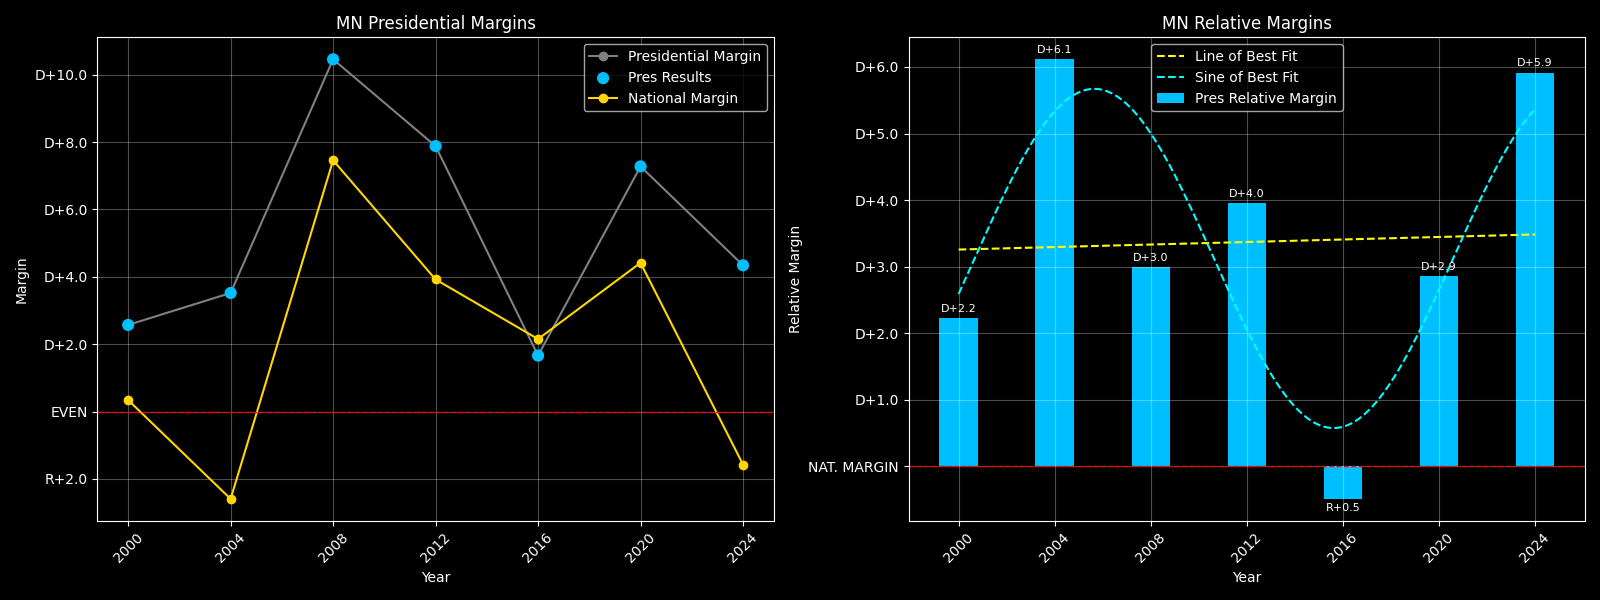 MN Presidential Margins
Presidential Margin
Pres Results
National Margin
D+10.0
D+8.0
D+6.0
D+4.0
D+2.0
EVEN
R+2.0
Margin
2000
2004
2008
2012
2016
2020
2024
Year
MN Relative Margins
Line of Best Fit
Sine of Best Fit
Pres Relative Margin
D+6.0
D+5.0
D+4.0
D+3.0
D+2.0
D+1.0
NAT. MARGIN
Relative Margin
D+2.2
D+6.1
D+3.0
D+4.0
R+0.5
D+2.9
D+5.9
2000
2004
2008
2012
2016
2020
2024
Year